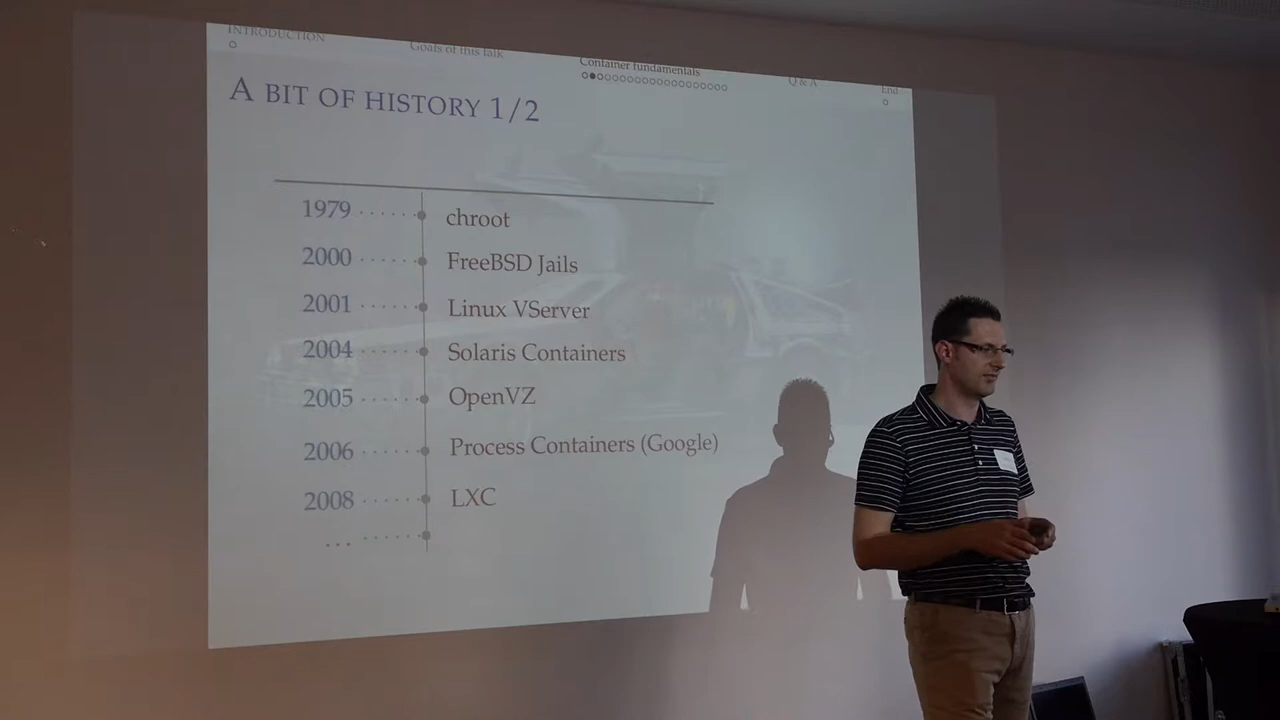 INTRODUCTION
Goals of this talk
Container fundamentals
Q & A
End
A BIT OF HISTORY 1/2
1979 ...... chroot
2000 ...... FreeBSD Jails
2001 ...... Linux VServer
2004 ...... Solaris Containers
2005 ...... OpenVZ
2006 ...... Process Containers (Google)
2008 ...... LXC
... ......